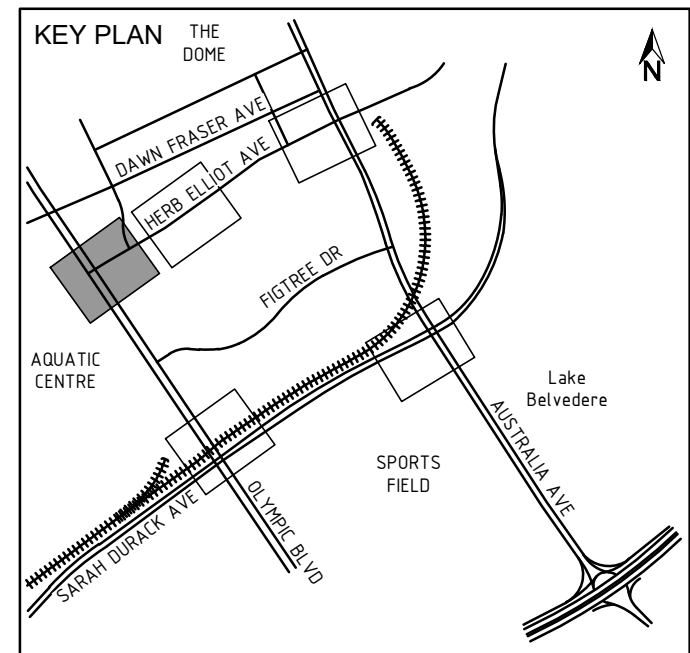 KEY PLAN
THE
DOME
N
DAWN FRASER AVE
HERB ELLIOT AVE
FIGTREE DR
AQUATIC
CENTRE
Lake
Belvedere
AUSTRALIA AVE
SPORTS
FIELD
OLYMPIC BLVD
SARAH DURACK AVE